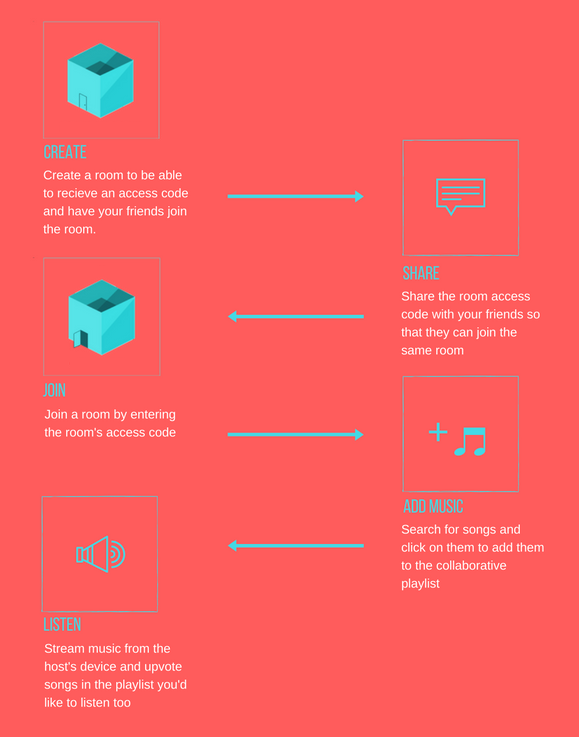 CREATE
Create a room to be able
to recieve an access code
and have your friends join
the room.
SHARE
Share the room access
code with your friends so
that they can join the
same room
JOIN
Join a room by entering
the room's access code
ADD MUSIC
Search for songs and
click on them to add them
to the collaborative
playlist
LISTEN
Stream music from the
host's device and upvote
songs in the playlist you'd
like to listen too